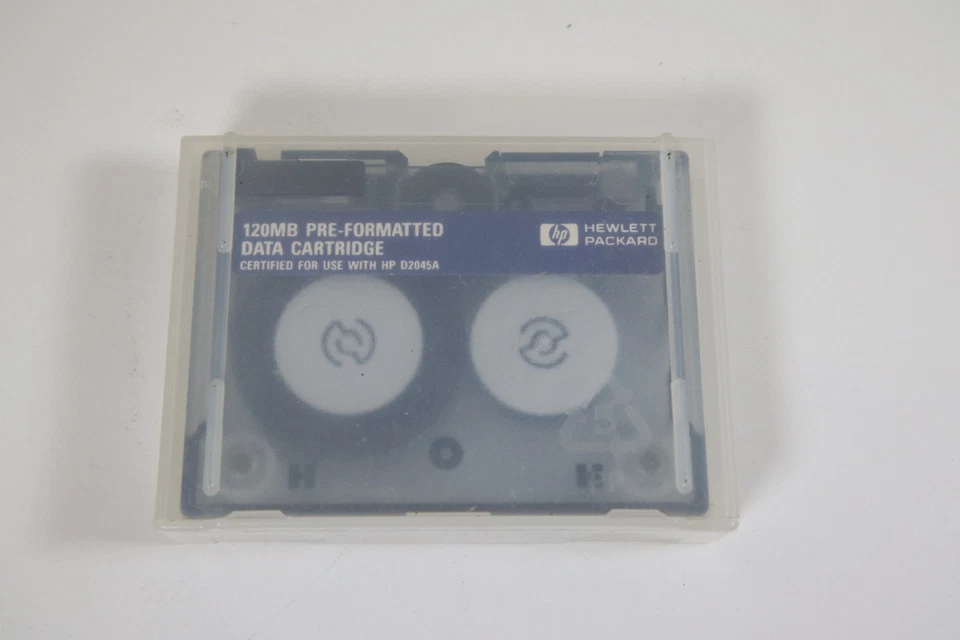 120MB PRE-FORMATTED
DATA CARTRIDGE
CERTIFIED FOR USE WITH HP D2045A
hp HEWLETT
PACKARD